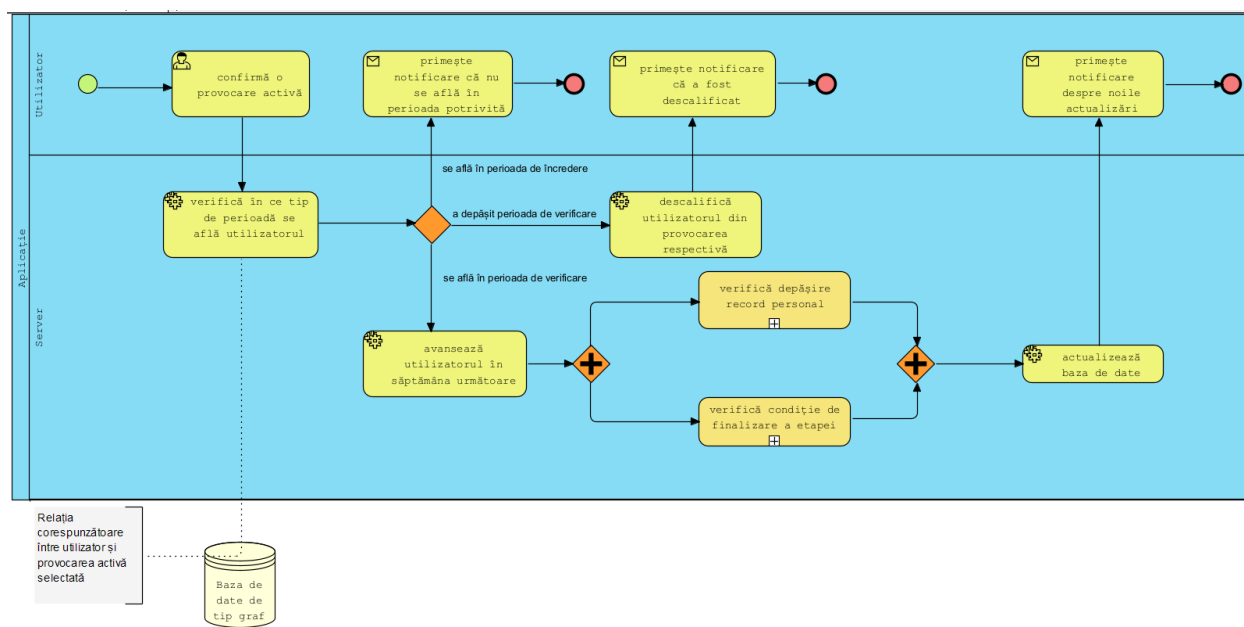 Aplicație
Utilizator
confirmă o
provocare activă
primește
notificare că nu
se află în
perioada potrivită
primește notificare
că a fost
descalificat
primește
notificare
despre noile
actualizări
Server
se află în perioada de încredere
verifică în ce tip
de perioadă se
află utilizatorul
a depășit perioada de verificare
descalifică
utilizatorul din
provocarea
respectivă
se află în perioada de verificare
verifică depășire
record personal
avansează
utilizatorul în
săptămâna următoare
actualizează
baza de date
verifică condiție de
finalizare a etapei
Relația
corespunzătoare
între utilizator și
provocarea activă
selectată
Baza de
date de
tip graf